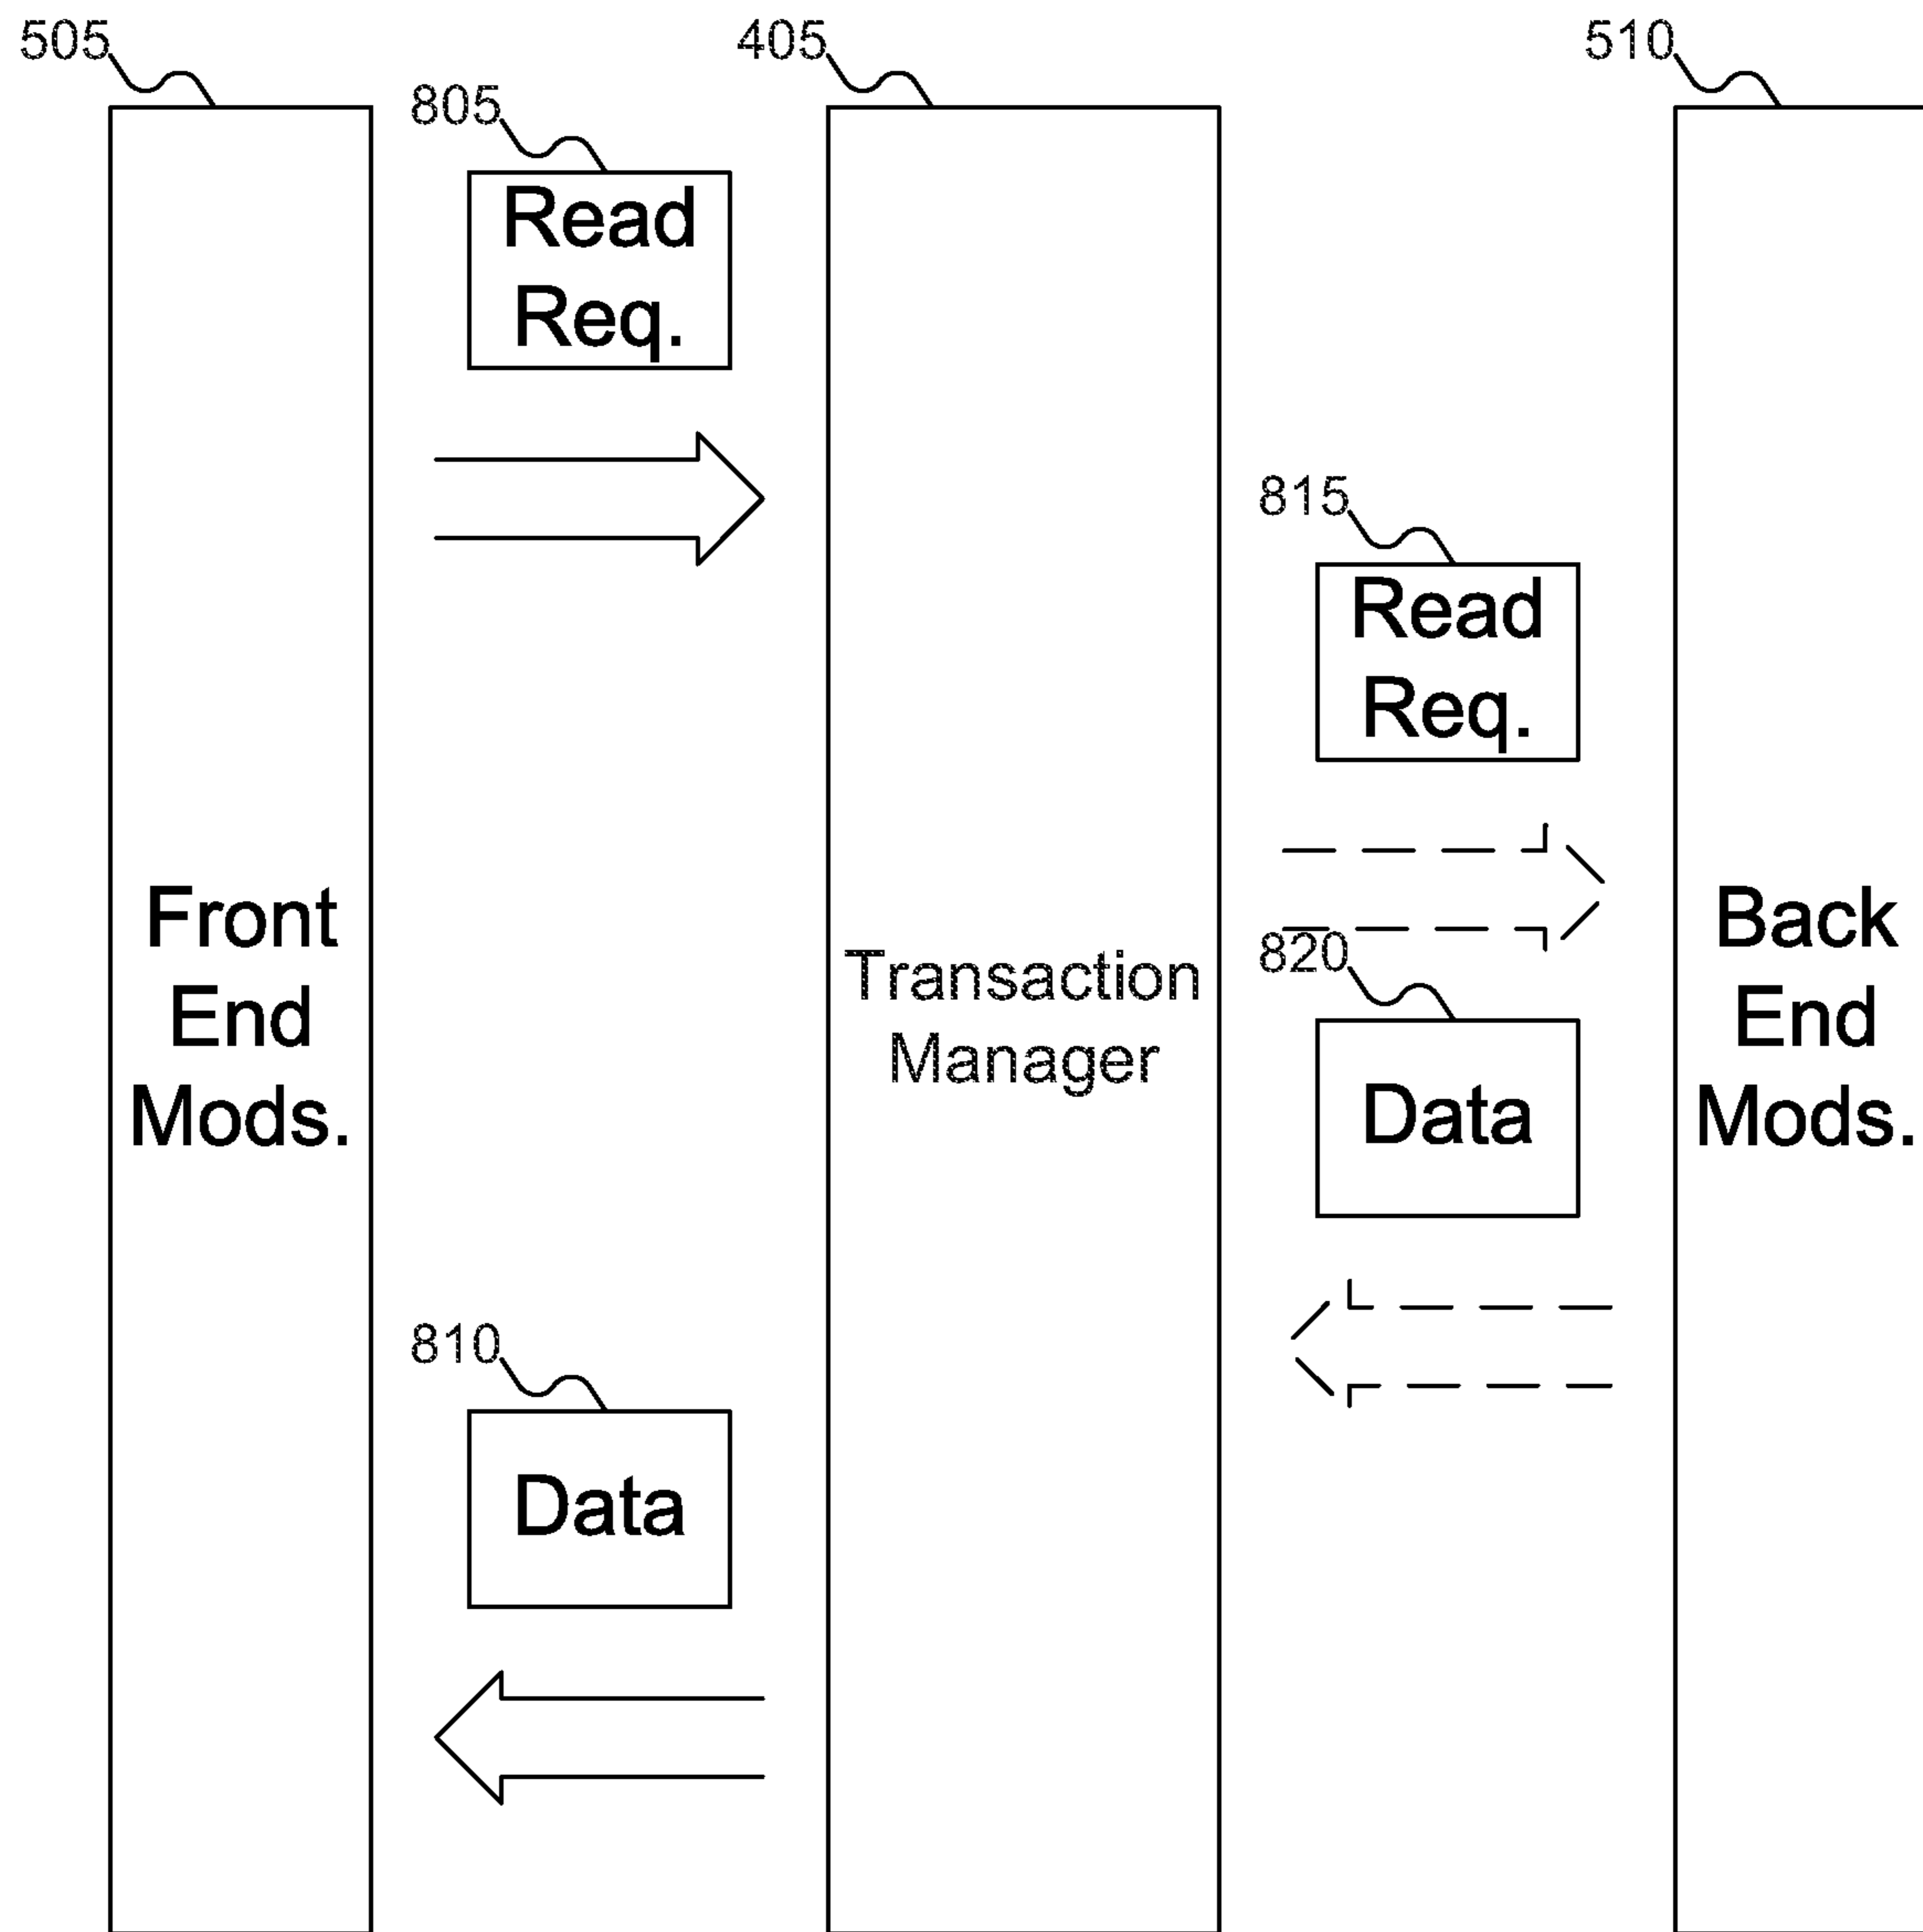 505
405
510
805
Read
Req.
815
Read
Req.
Front
End
Mods.
Transaction
Manager
Back
End
Mods.
820
Data
810
Data